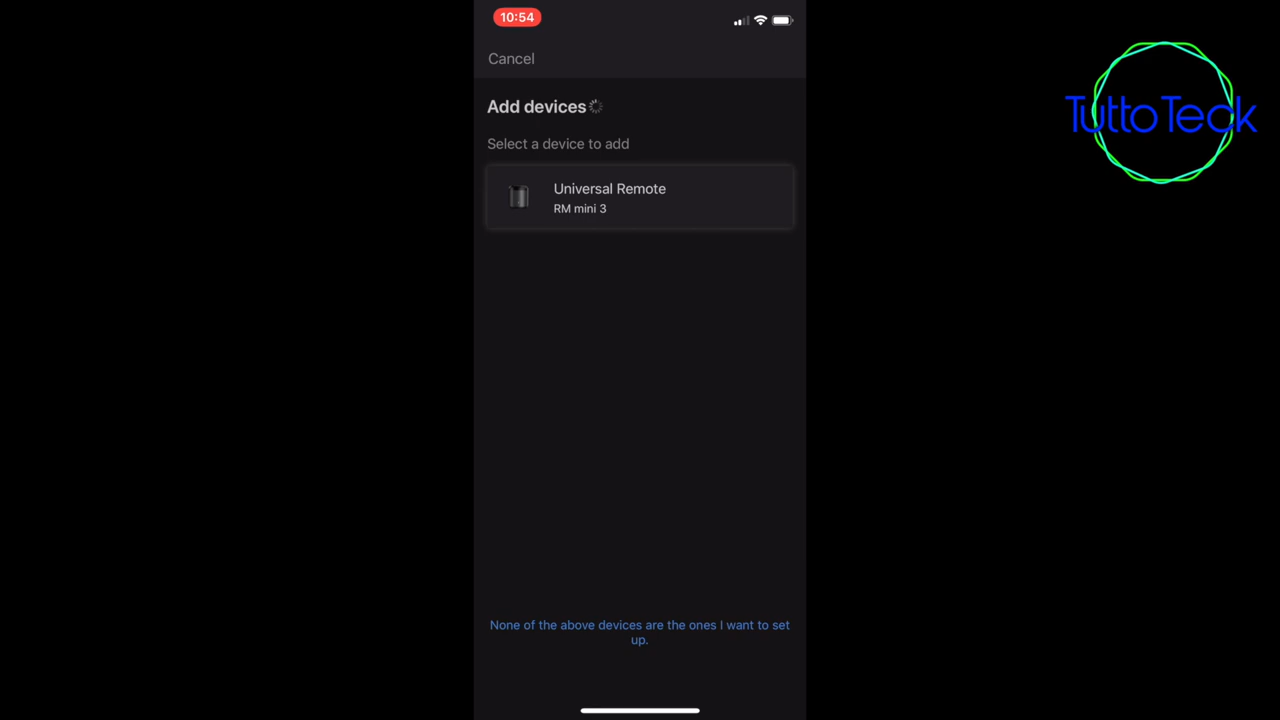 10:54
Cancel
Add devices
Select a device to add
Universal Remote
RM mini 3
None of the above devices are the ones I want to set
up.
TuttoTeck